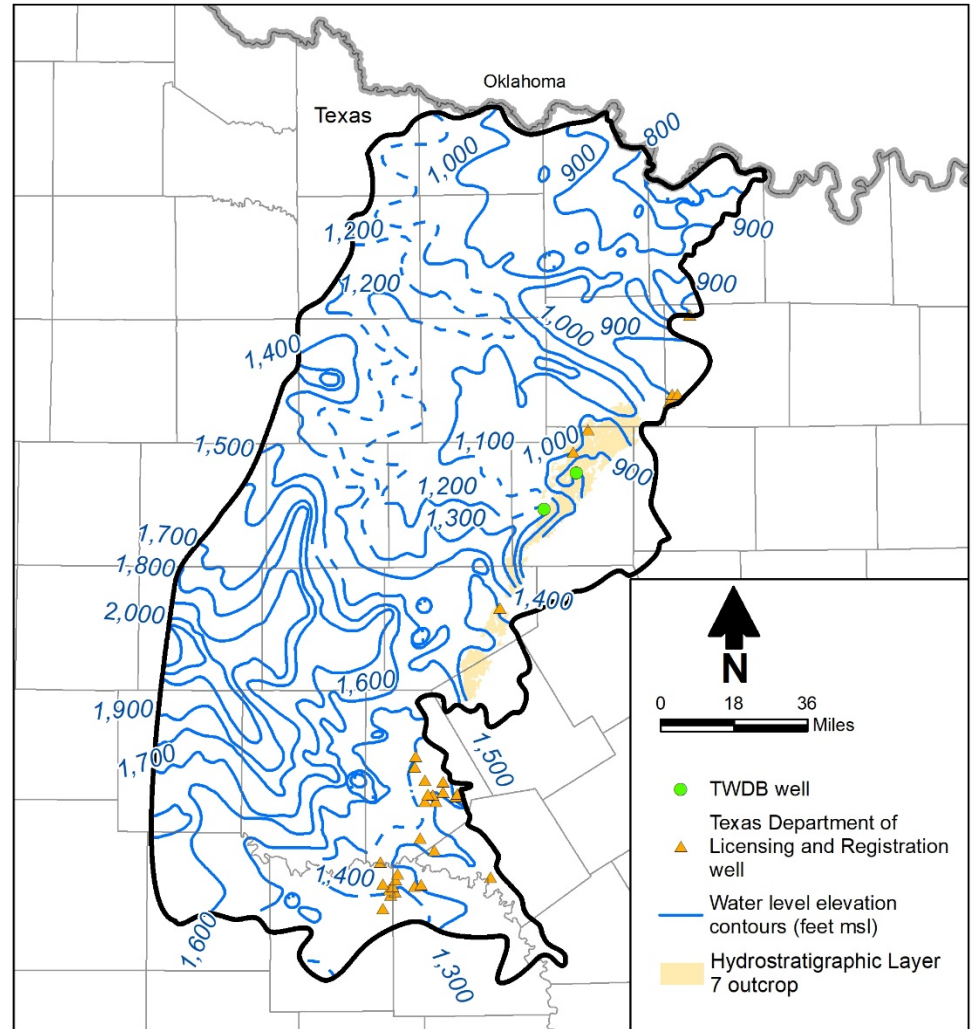 Oklahoma
Texas
800
1,000
900
1,200
900
1,200
900
1,000
900
1,400
1,500
1,100
1,000
900
1,200
1,300
1,700
1,800
1,400
2,000
1,600
1,900
1,500
1,700
1,400
1,600
1,300
N
0 18 36
Miles
TWDB well
Texas Department of
Licensing and Registration
well
Water level elevation
contours (feet msl)
Hydrostratigraphic Layer
7 outcrop